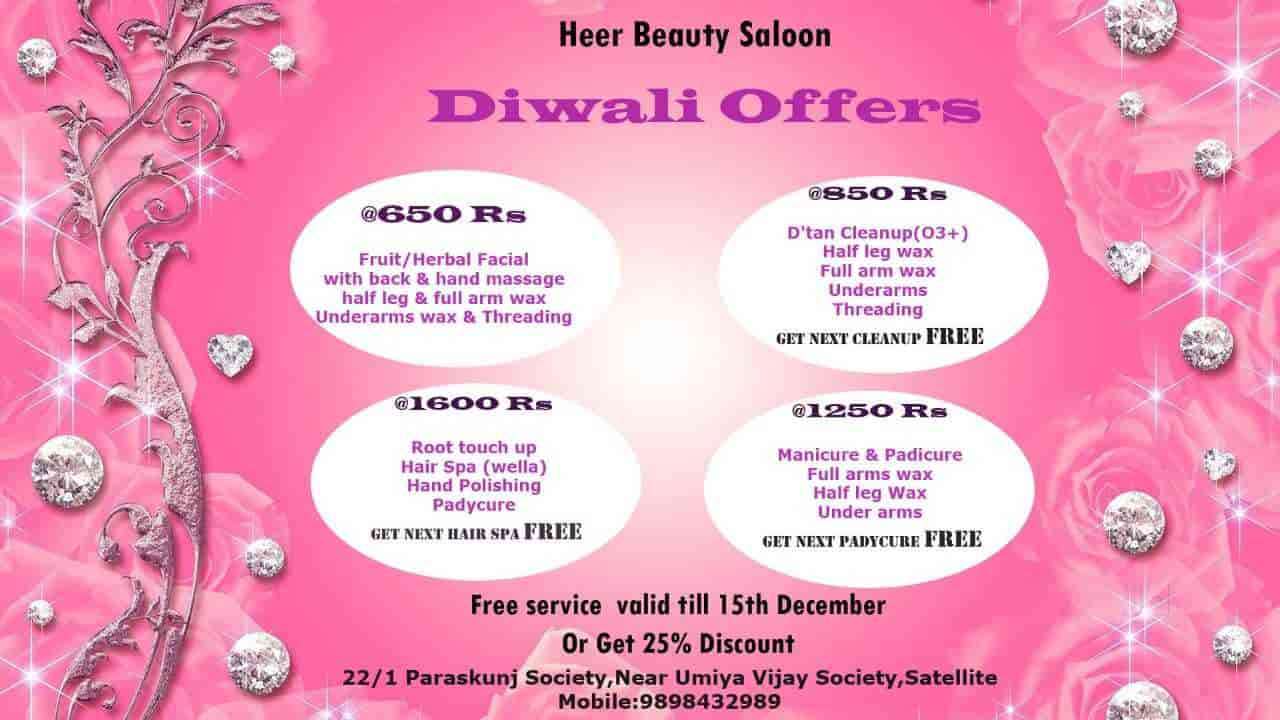 Heer Beauty Saloon
Diwali Offers
@650 Rs
Fruit/Herbal Facial
with back & hand massage
half leg & full arm wax
Underarms wax & Threading
@850 Rs
D'tan Cleanup(O3+)
Half leg wax
Full arm wax
Underarms
Threading
GET NEXT CLEANUP FREE
@1600 Rs
Root touch up
Hair Spa (wella)
Hand Polishing
Padycure
GET NEXT HAIR SPA FREE
@1250 Rs
Manicure & Padicure
Full arms wax
Half leg Wax
Under arms
GET NEXT PADYCURE FREE
Free service valid till 15th December
Or Get 25% Discount
22/1 Paraskunj Society,Near Umiya Vijay Society,Satellite
Mobile:9898432989